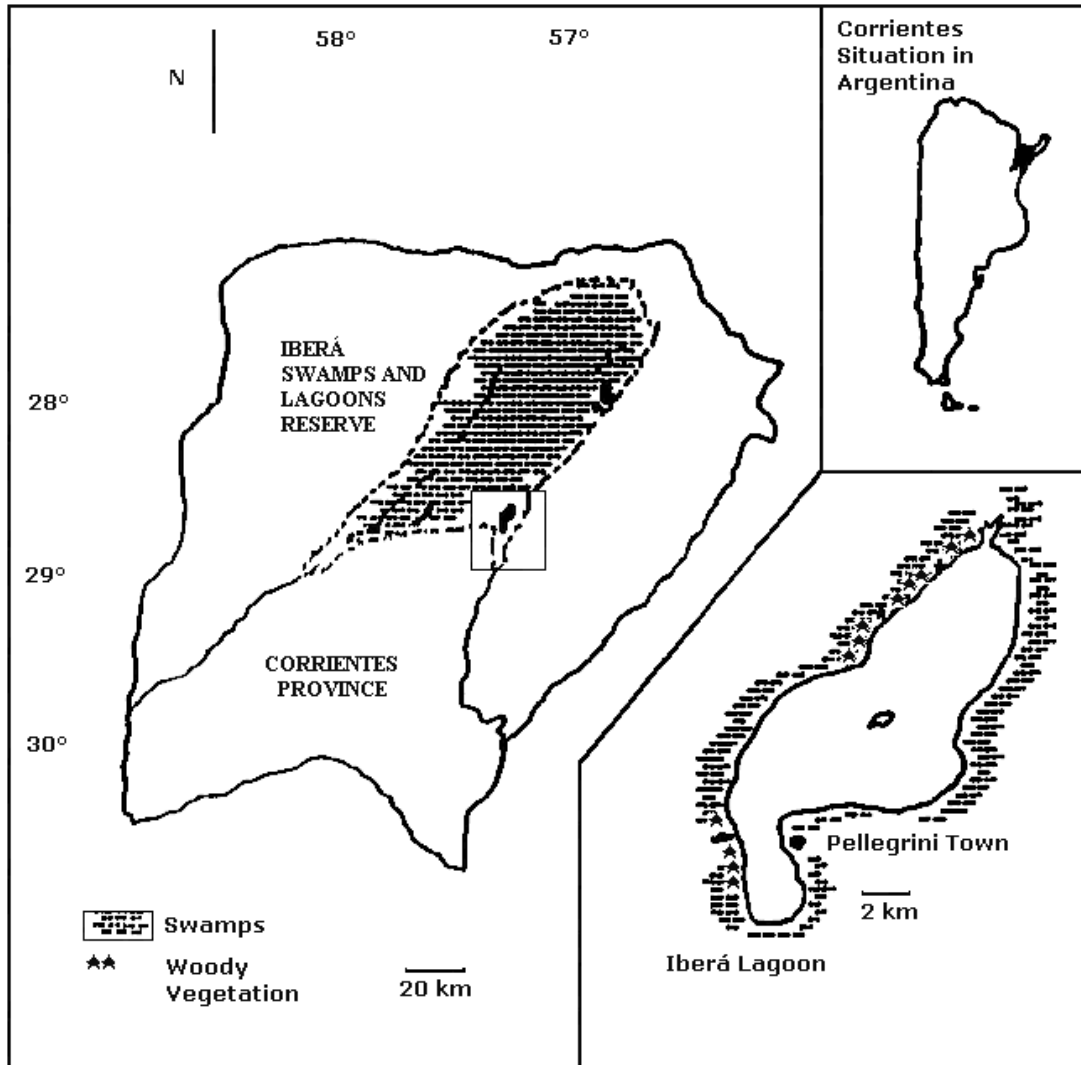 58°
57°
N
Corrientes
Situation in
Argentina
IBERÁ
SWAMPS AND
LAGOONS
RESERVE
28°
29°
CORRIENTES
PROVINCE
30°
Pellegrini Town
2 km
Iberá Lagoon
Swamps
Woody
Vegetation
20 km